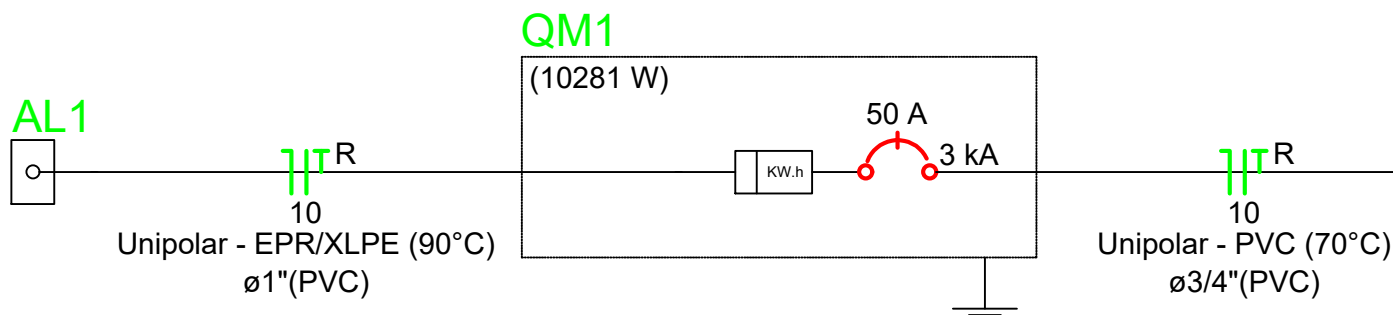 QM1
(10281 W)
AL1
50 A
R
KW.h
3 kA
R
10
Unipolar - EPR/XLPE (90°C)
ø1"(PVC)
10
Unipolar - PVC (70°C)
ø3/4"(PVC)